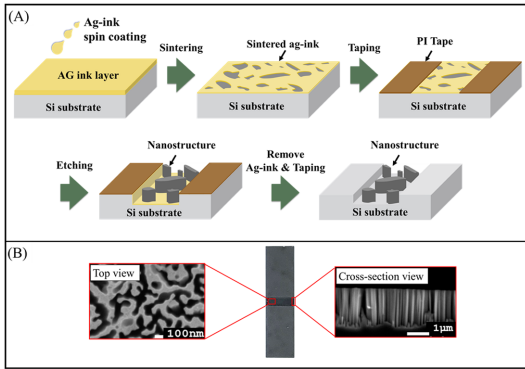 (A)
Ag-ink
spin coating
AG ink layer
Si substrate
Sintering
Sintered ag-ink
Si substrate
Taping
PI Tape
Si substrate
Etching
Nanostructure
Si substrate
Remove
Ag-ink & Taping
Nanostructure
Si substrate
(B)
Top view
100nm
Cross-section view
1μm